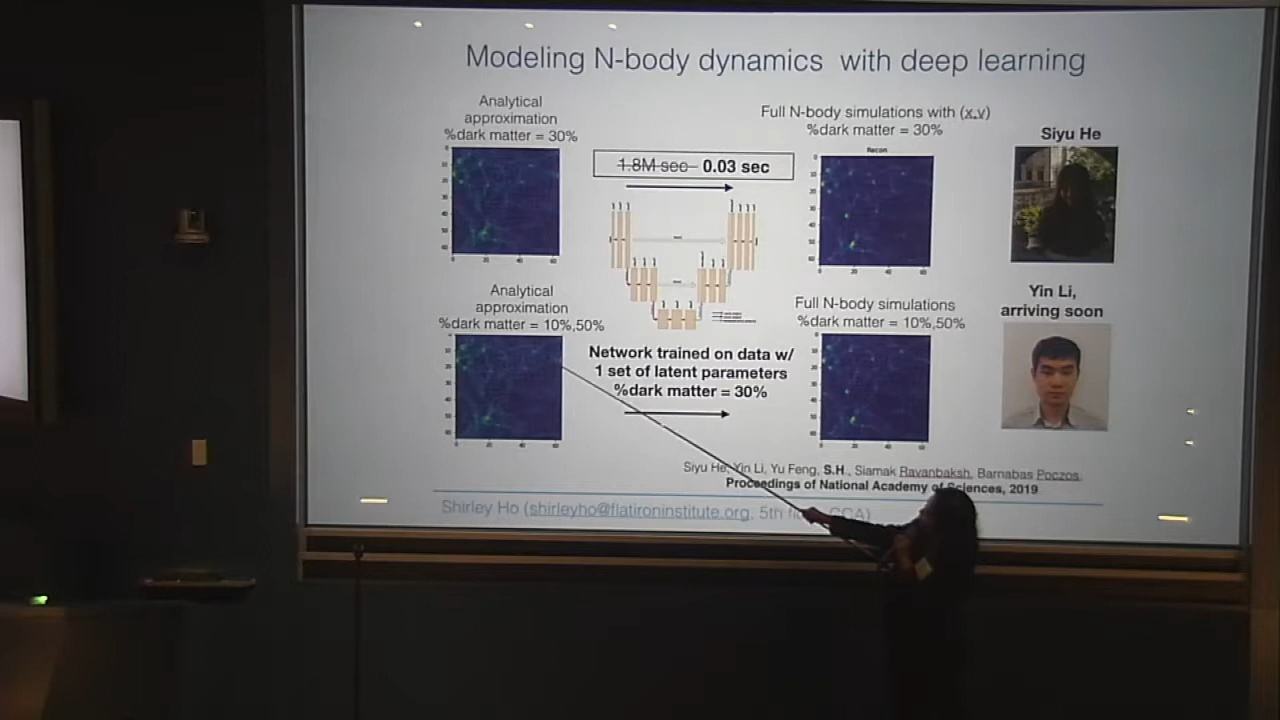 Modeling N-body dynamics with deep learning
Analytical
approximation
%dark matter = 30%
1.8M sec 0.03 sec
Full N-body simulations with (x,v)
%dark matter = 30%
Recon
Siyu He
Analytical
approximation
%dark matter = 10%,50%
Network trained on data w/
1 set of latent parameters
%dark matter = 30%
Full N-body simulations
%dark matter = 10%,50%
Yin Li,
arriving soon
Siyu He, Yin Li, Yu Feng, S.H., Siamak Ravanbaksh, Barnabas Poczos,
Proceedings of National Academy of Sciences, 2019
Shirley Ho (shirleyho@flatironinstitute.org, 5th CCA)